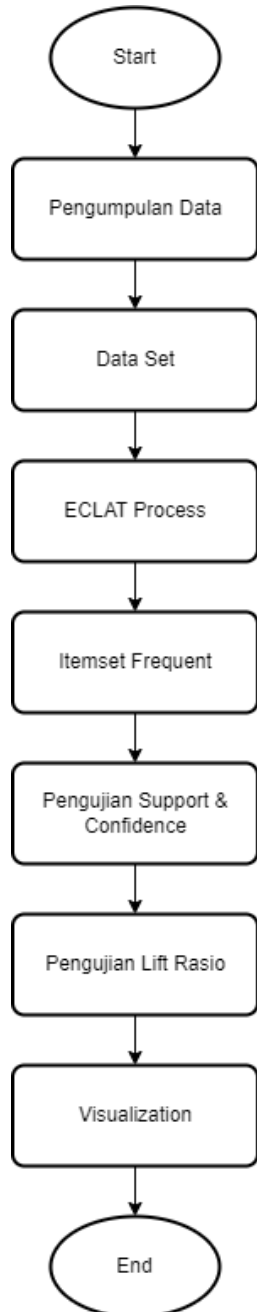 Start
Pengumpulan Data
Data Set
ECLAT Process
Itemset Frequent
Pengujian Support &
Confidence
Pengujian Lift Rasio
Visualization
End